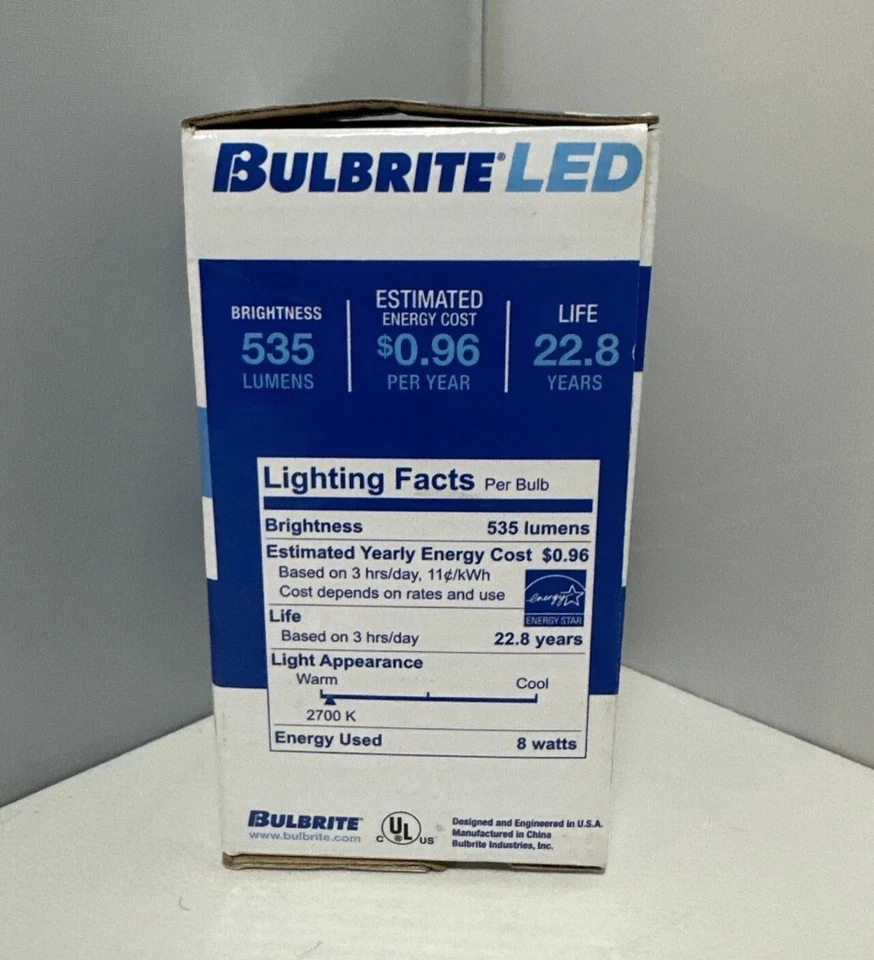 BULBRITE® LED
BRIGHTNESS
535
LUMENS
ESTIMATED
ENERGY COST
$0.96
PER YEAR
LIFE
22.8
YEARS
Lighting Facts Per Bulb
Brightness 535 lumens
Estimated Yearly Energy Cost $0.96
Based on 3 hrs/day, 11¢/kWh
Cost depends on rates and use
energy
ENERGY STAR
Life
Based on 3 hrs/day 22.8 years
Light Appearance
Warm Cool
2700 K
Energy Used 8 watts
BULBRITE®
www.bulbrite.com
C UL® US
Designed and Engineered in U.S.A.
Manufactured in China
Bulbrite Industries, Inc.